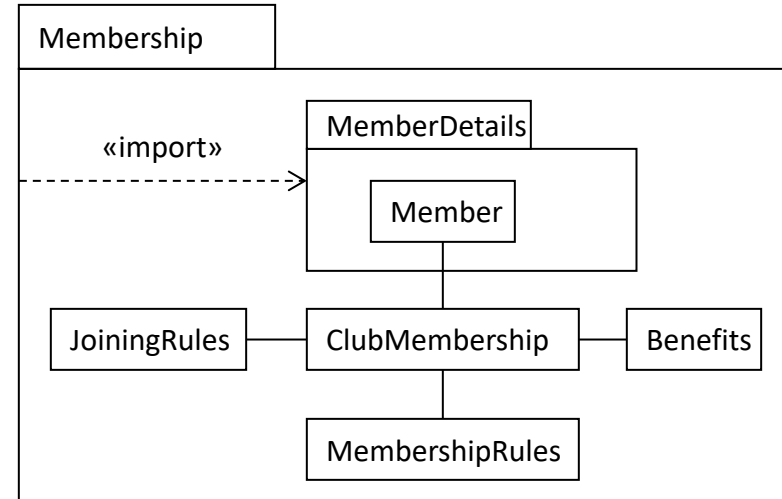 Membership
MemberDetails
«import»
Member
JoiningRules
ClubMembership
Benefits
MembershipRules